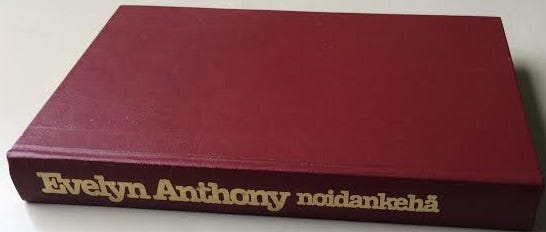 Evelyn Anthony noidankehä